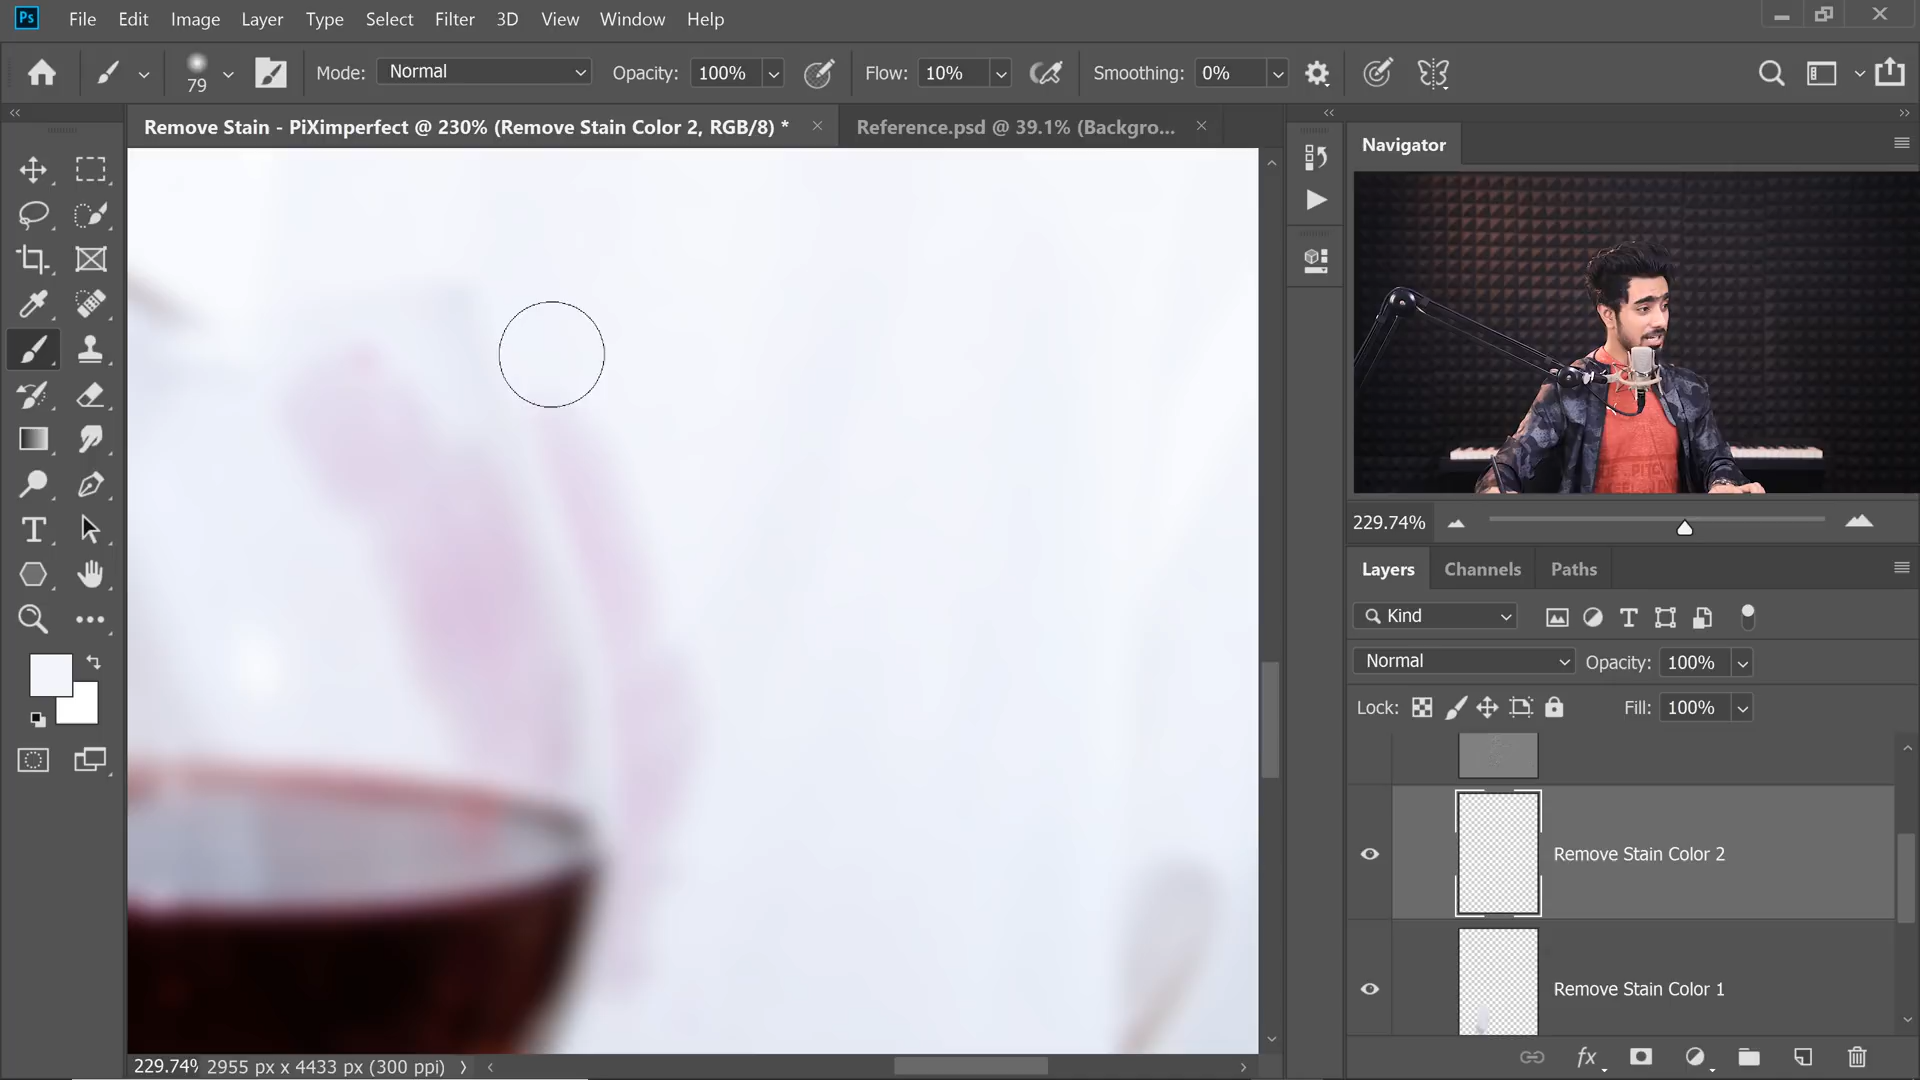 Ps File Edit Image Layer Type Select Filter 3D View Window Help
79 Mode: Normal Opacity: 100% Flow: 10% Smoothing: 0%
Remove Stain - PiXimperfect @ 230% (Remove Stain Color 2, RGB/8) * Reference.psd @ 39.1% (Backgro...
Navigator
229.74%
Layers Channels Paths
Kind
Normal Opacity: 100%
Lock: Fill: 100%
Remove Stain Color 2
Remove Stain Color 1
229.74% 2955 px x 4433 px (300 ppi)